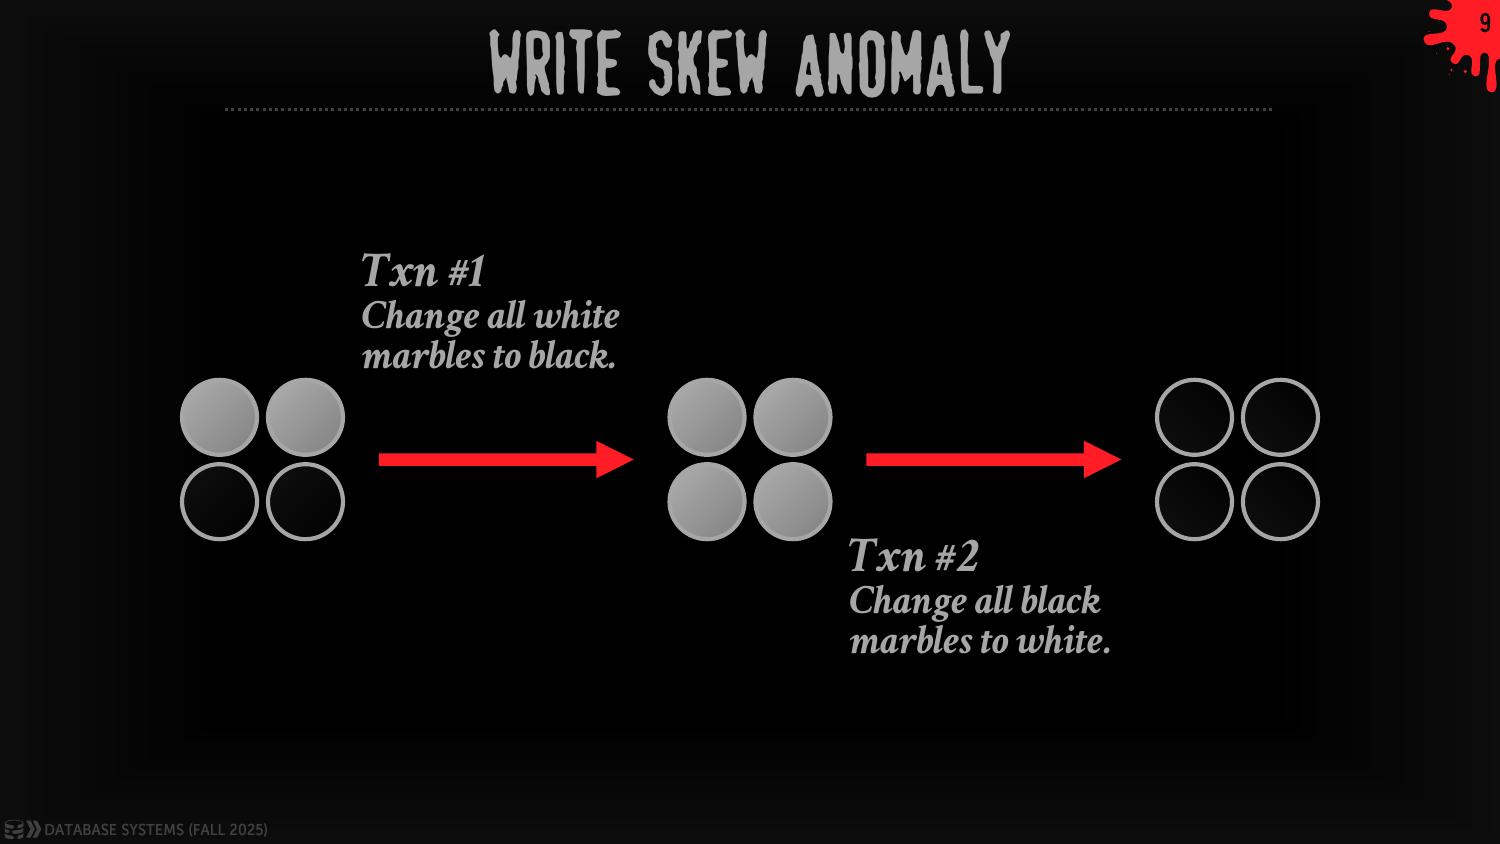 WRITE SKEW ANOMALY
9
Txn #1
Change all white
marbles to black.
Txn #2
Change all black
marbles to white.
DATABASE SYSTEMS (FALL 2025)